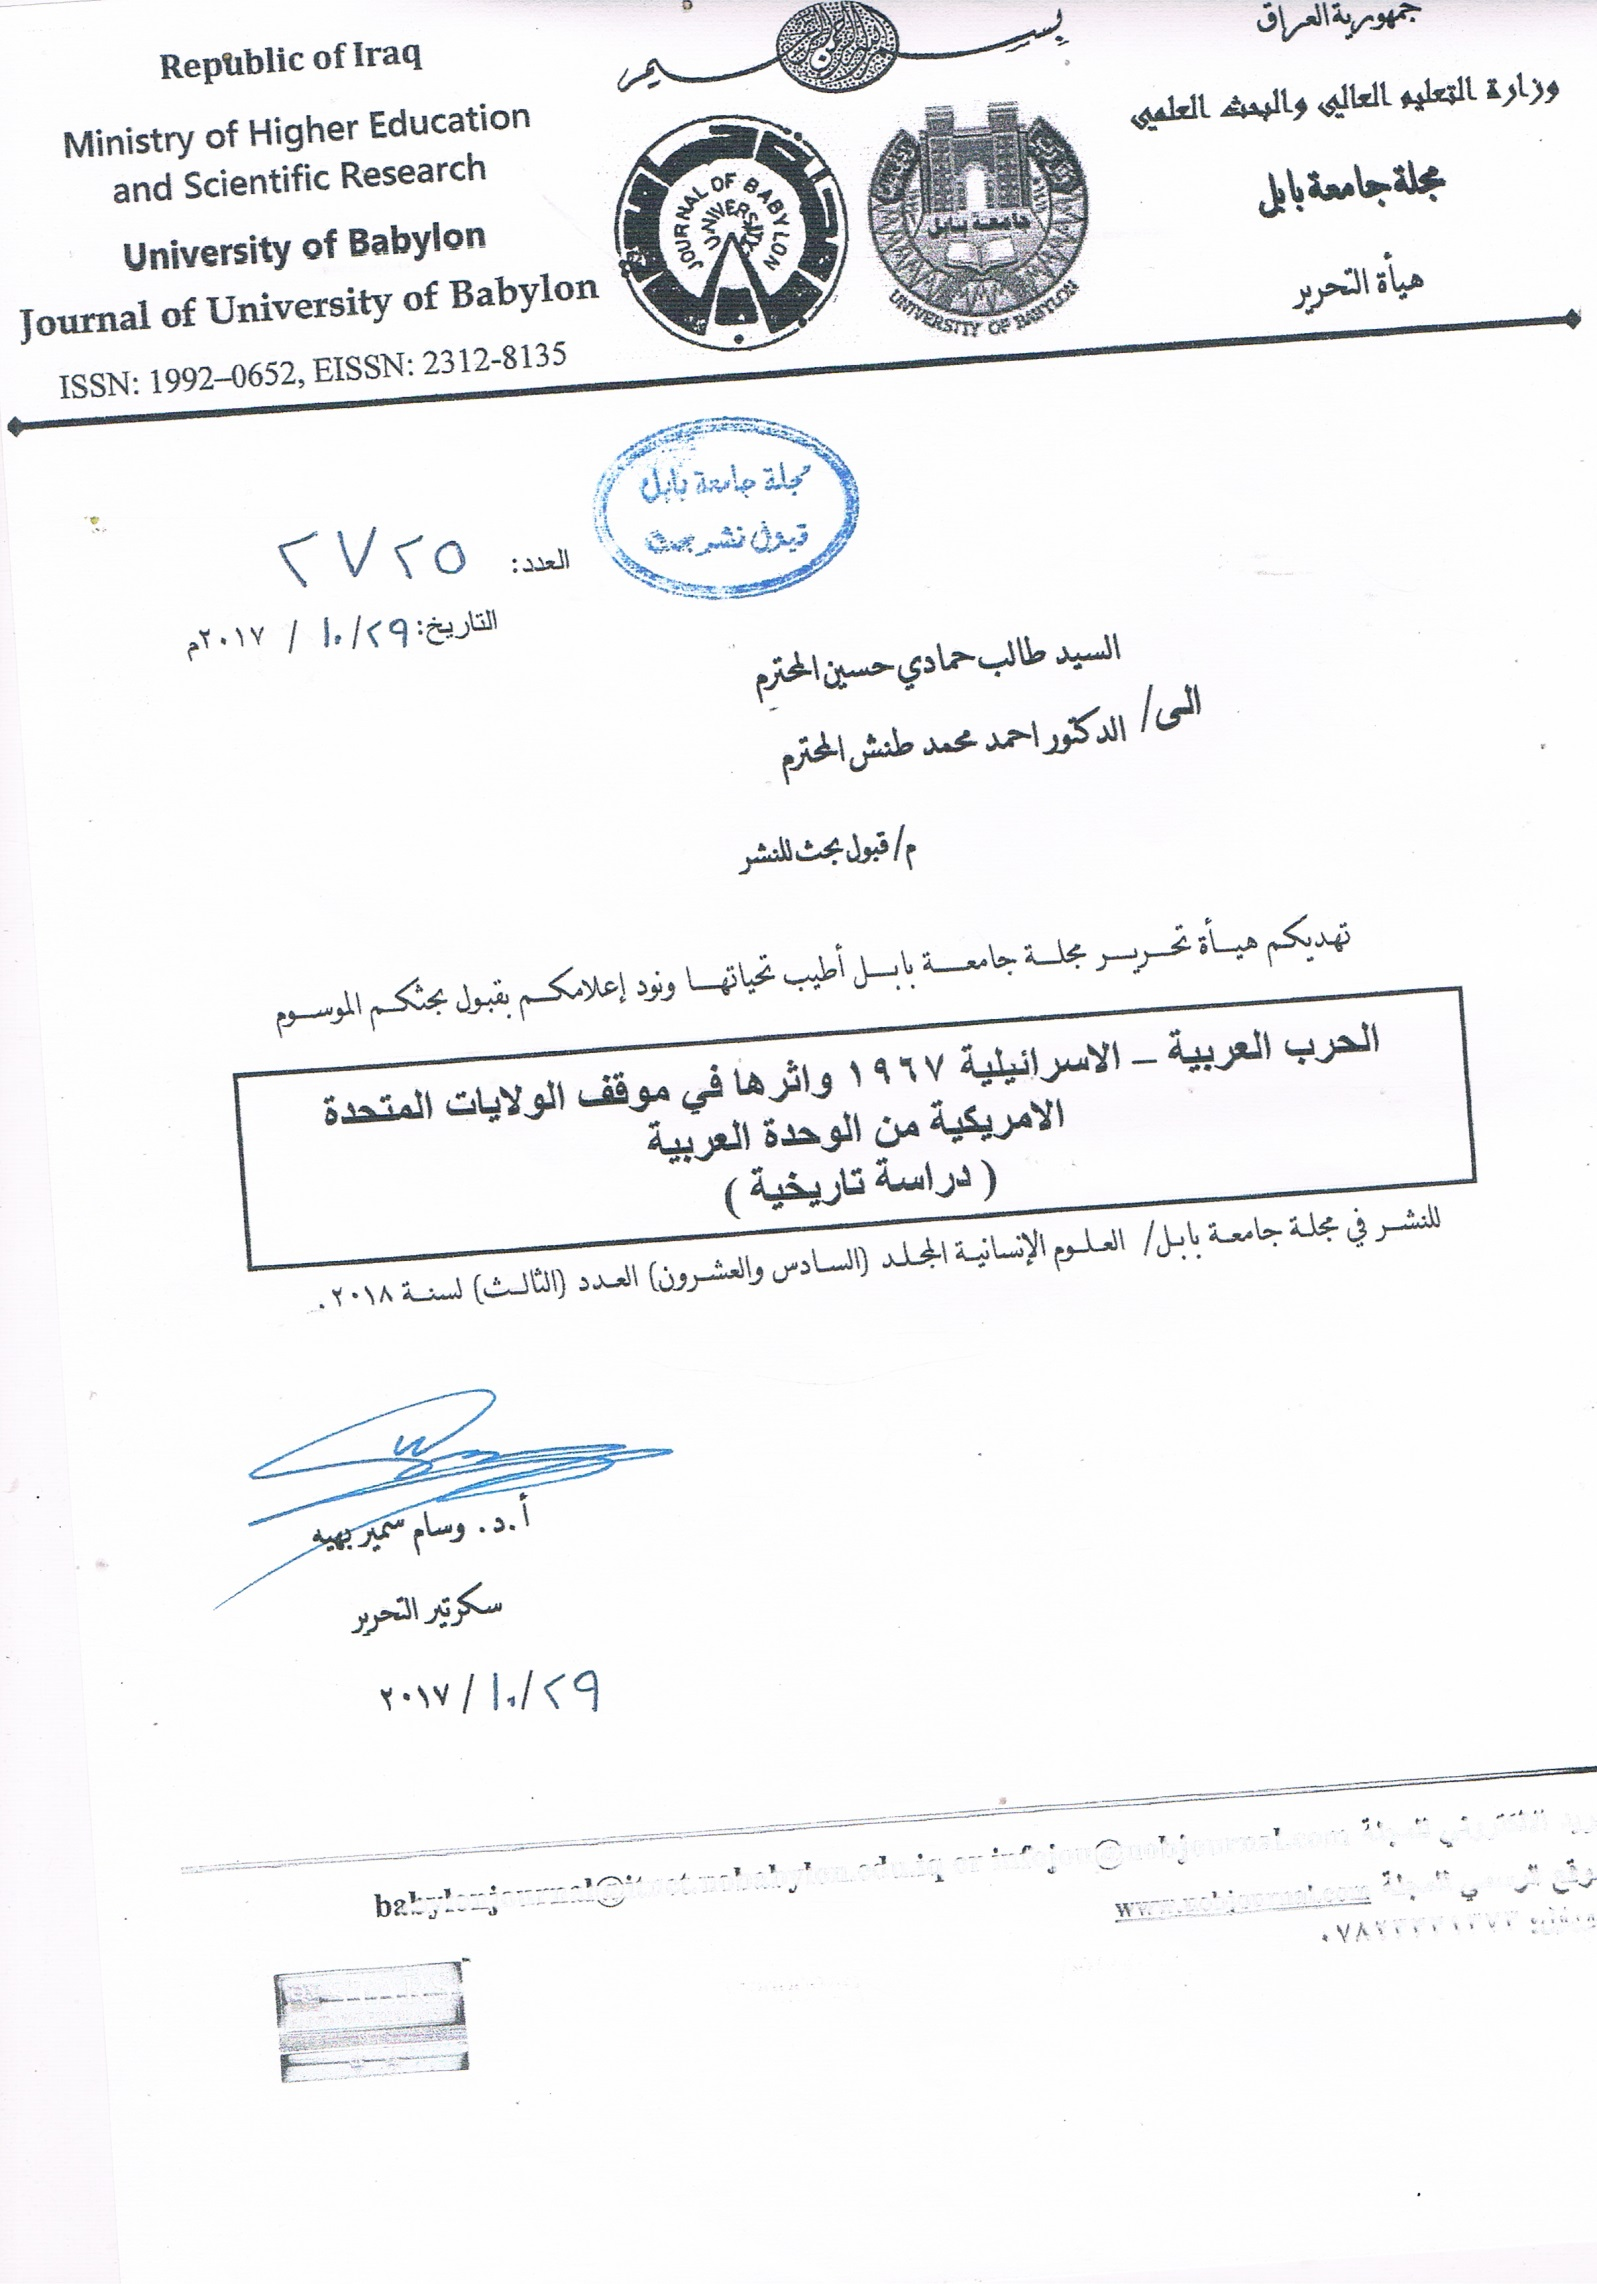 Republic of Iraq
Ministry of Higher Education
and Scientific Research
University of Babylon
Journal of University of Babylon
ISSN: 1992–0652, EISSN: 2312-8135
JOURNAL OF BABYLON
UNIVERSITY
جامعة بابل
UNIVERSITY OF BABYLON
جمهورية العراق
وزارة التعليم العالي والبحث العلمي
مجلة جامعة بابل
هيأة التحرير
مجلة جامعة بابل
قبول نشر بحث
العدد: ٢٧٢٥
التاريخ: ٢٩/١٠/ ٢٠١٧م
السيد طالب حمادي حسين المحترم
الى/ الدكتور احمد محمد طنش المحترم
م/ قبول بحث للنشر
تهديكم هيأة تحرير مجلة جامعة بابل أطيب تحياتها ونود إعلامكم بقبول بحثكم الموسوم
الحرب العربية – الاسرائيلية ١٩٦٧ واثرها في موقف الولايات المتحدة
الامريكية من الوحدة العربية
( دراسة تاريخية )
للنشر في مجلة جامعة بابل/ العلوم الإنسانية المجلد (السادس والعشرون) العدد (الثالث) لسنة ٢٠١٨.
أ.د. وسام سمير بهيه
سكرتير التحرير
٢٩/١٠/ ٢٠١٧